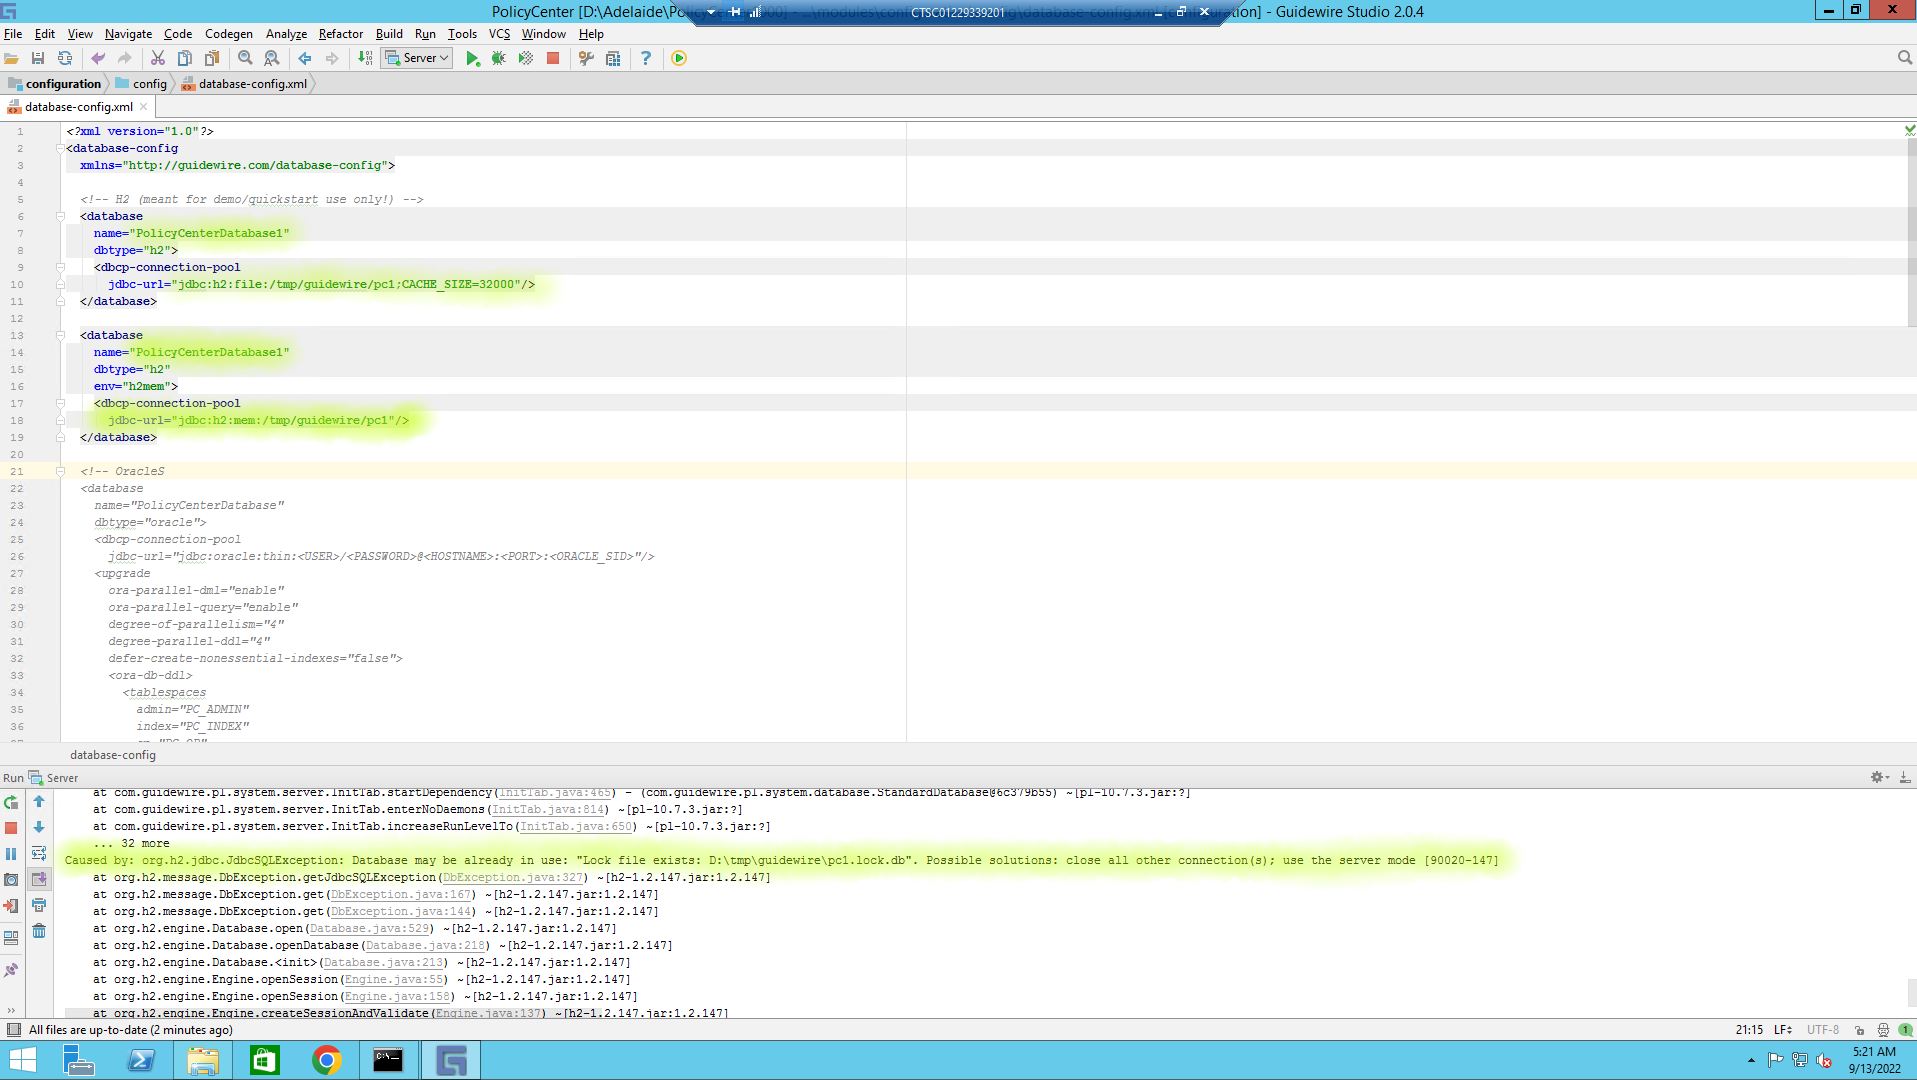 PolicyCenter [D:\Adelaide\Policy
CTSC01229339201
\database-config.xml
ation] - Guidewire Studio 2.0.4
File Edit View Navigate Code Codegen Analyze Refactor Build Run Tools VCS Window Help
Server
configuration config database-config.xml
database-config.xml
1 <?xml version="1.0"?>
2 <database-config
3 xmlns="http://guidewire.com/database-config">
4
5 <!-- H2 (meant for demo/quickstart use only!) -->
6 <database
7 name="PolicyCenterDatabase1"
8 dbtype="h2">
9 <dbcp-connection-pool
10 jdbc-url="jdbc:h2:file:/tmp/guidewire/pc1;CACHE_SIZE=32000"/>
11 </database>
12
13 <database
14 name="PolicyCenterDatabase1"
15 dbtype="h2"
16 env="h2mem">
17 <dbcp-connection-pool
18 jdbc-url="jdbc:h2:mem:/tmp/guidewire/pc1"/>
19 </database>
20
21 <!-- OracleS
22 <database
23 name="PolicyCenterDatabase"
24 dbtype="oracle">
25 <dbcp-connection-pool
26 jdbc-url="jdbc:oracle:thin:<USER>/<PASSWORD>@<HOSTNAME>:<PORT>:<ORACLE_SID>"/>
27 <upgrade
28 ora-parallel-dml="enable"
29 ora-parallel-query="enable"
30 degree-of-parallelism="4"
31 degree-parallel-ddl="4"
32 defer-create-nonessential-indexes="false">
33 <ora-db-ddl>
34 <tablespaces
35 admin="PC_ADMIN"
36 index="PC_INDEX"
database-config
Run Server
at com.guidewire.pl.system.server.InitTab.startDependency(InitTab.java:465) - (com.guidewire.pl.system.database.StandardDatabase@6c379b55) ~[pl-10.7.3.jar:?]
at com.guidewire.pl.system.server.InitTab.enterNoDaemons(InitTab.java:814) ~[pl-10.7.3.jar:?]
at com.guidewire.pl.system.server.InitTab.increaseRunLevelTo(InitTab.java:650) ~[pl-10.7.3.jar:?]
... 32 more
Caused by: org.h2.jdbc.JdbcSQLException: Database may be already in use: "Lock file exists: D:\tmp\guidewire\pc1.lock.db". Possible solutions: close all other connection(s); use the server mode [90020-147]
at org.h2.message.DbException.getJdbcSQLException(DbException.java:327) ~[h2-1.2.147.jar:1.2.147]
at org.h2.message.DbException.get(DbException.java:167) ~[h2-1.2.147.jar:1.2.147]
at org.h2.message.DbException.get(DbException.java:144) ~[h2-1.2.147.jar:1.2.147]
at org.h2.engine.Database.open(Database.java:529) ~[h2-1.2.147.jar:1.2.147]
at org.h2.engine.Database.openDatabase(Database.java:218) ~[h2-1.2.147.jar:1.2.147]
at org.h2.engine.Database.<init>(Database.java:213) ~[h2-1.2.147.jar:1.2.147]
at org.h2.engine.Engine.openSession(Engine.java:55) ~[h2-1.2.147.jar:1.2.147]
at org.h2.engine.Engine.openSession(Engine.java:158) ~[h2-1.2.147.jar:1.2.147]
at org.h2.engine.Engine.createSessionAndValidate(Engine.java:137) ~[h2-1.2.147.jar:1.2.147]
All files are up-to-date (2 minutes ago) 21:15 LF UTF-8 1
5:21 AM
9/13/2022